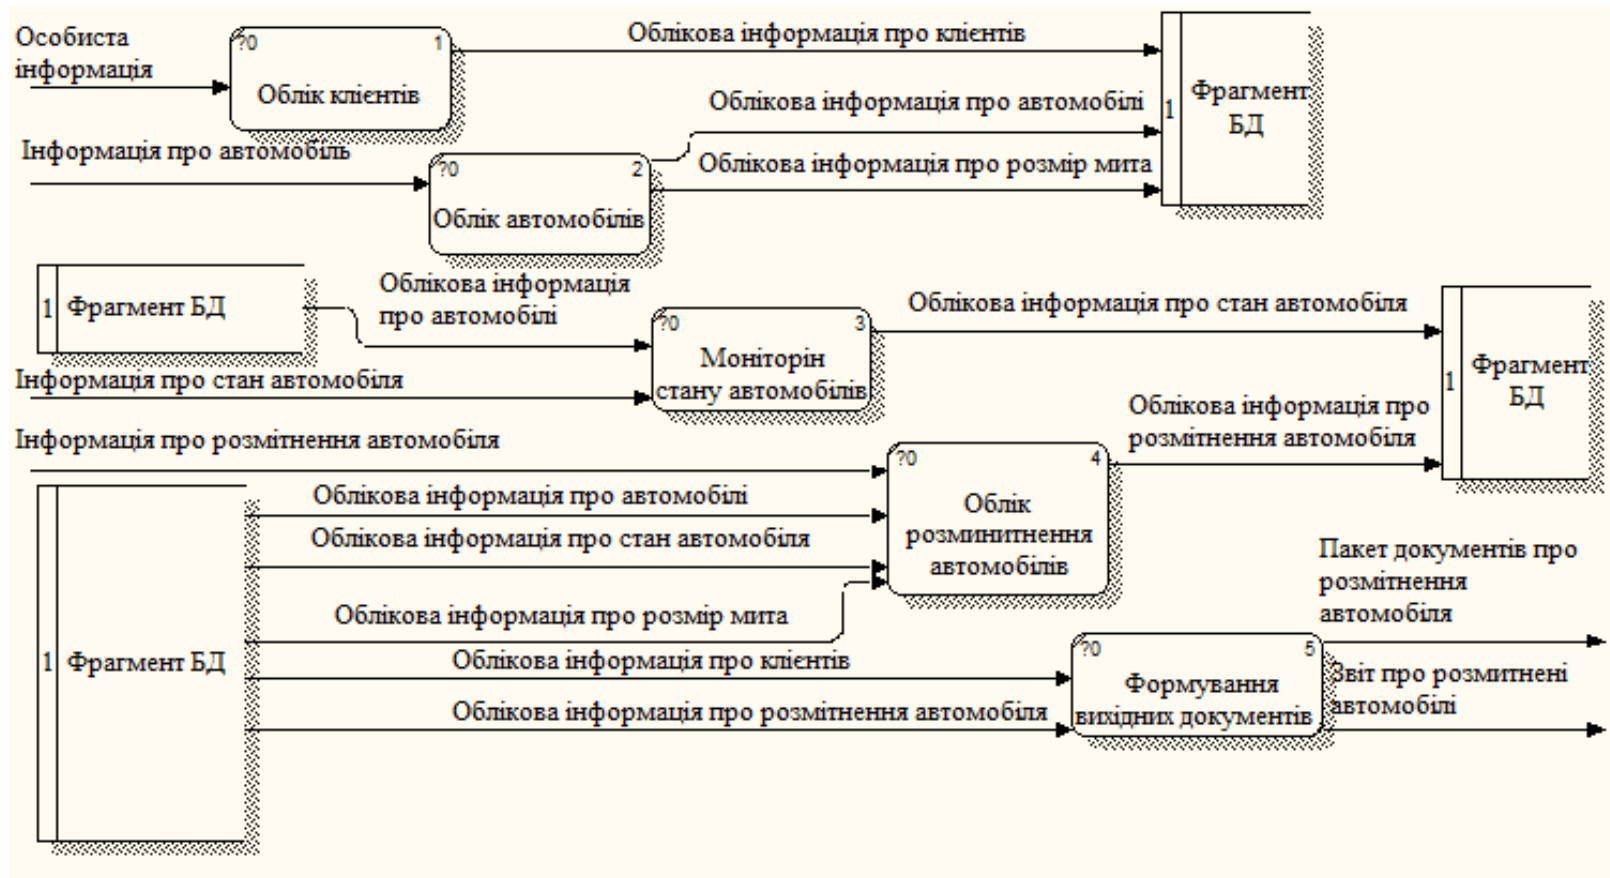 Особиста
інформація
?0
1
Облік клієнтів
Облікова інформація про клієнтів
Облікова інформація про автомобілі
Облікова інформація про розмір мита
1
Фрагмент
БД
Інформація про автомобіль
?0
2
Облік автомобілів
1
Фрагмент БД
Облікова інформація
про автомобілі
Інформація про стан автомобіля
?0
3
Моніторін
стану автомобілів
Облікова інформація про стан автомобіля
1
Фрагмент
БД
Облікова інформація про
розмітнення автомобіля
Інформація про розмітнення автомобіля
?0
4
Облік
розминитнення
автомобілів
Облікова інформація про автомобілі
Облікова інформація про стан автомобіля
Облікова інформація про розмір мита
1
Фрагмент БД
Облікова інформація про клієнтів
Облікова інформація про розмітнення автомобіля
?0
5
Формування
вихідних документів
Пакет документів про
розмітнення
автомобіля
Звіт про розмитнені
автомобілі